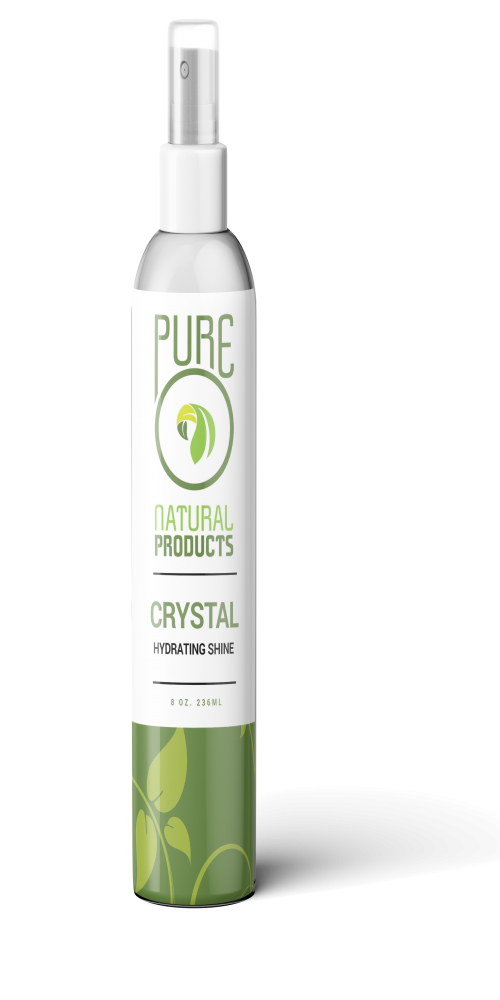 PURE
NATURAL
PRODUCTS
CRYSTAL
HYDRATING SHINE
8 OZ. 236ML